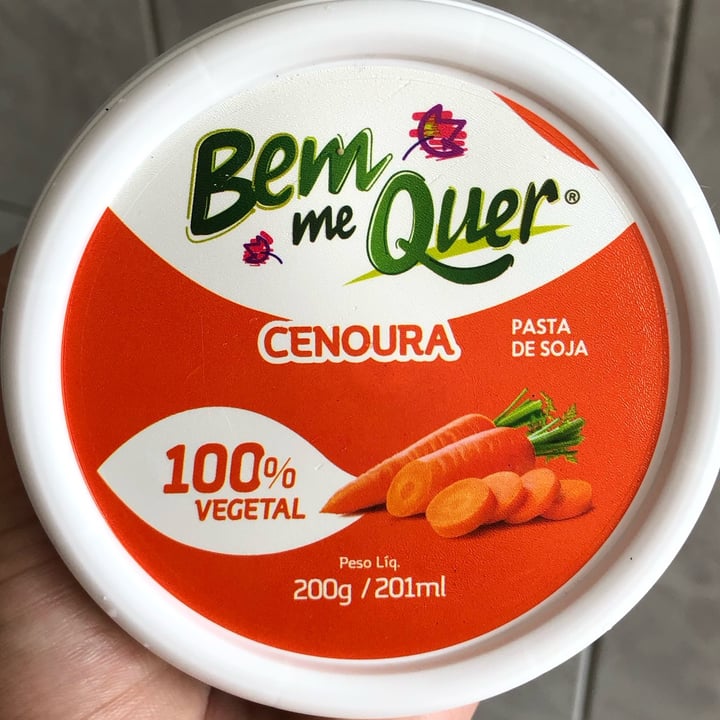 Bem
me Quer®
CENOURA
PASTA
DE SOJA
100%
VEGETAL
Peso Líq.
200g / 201ml